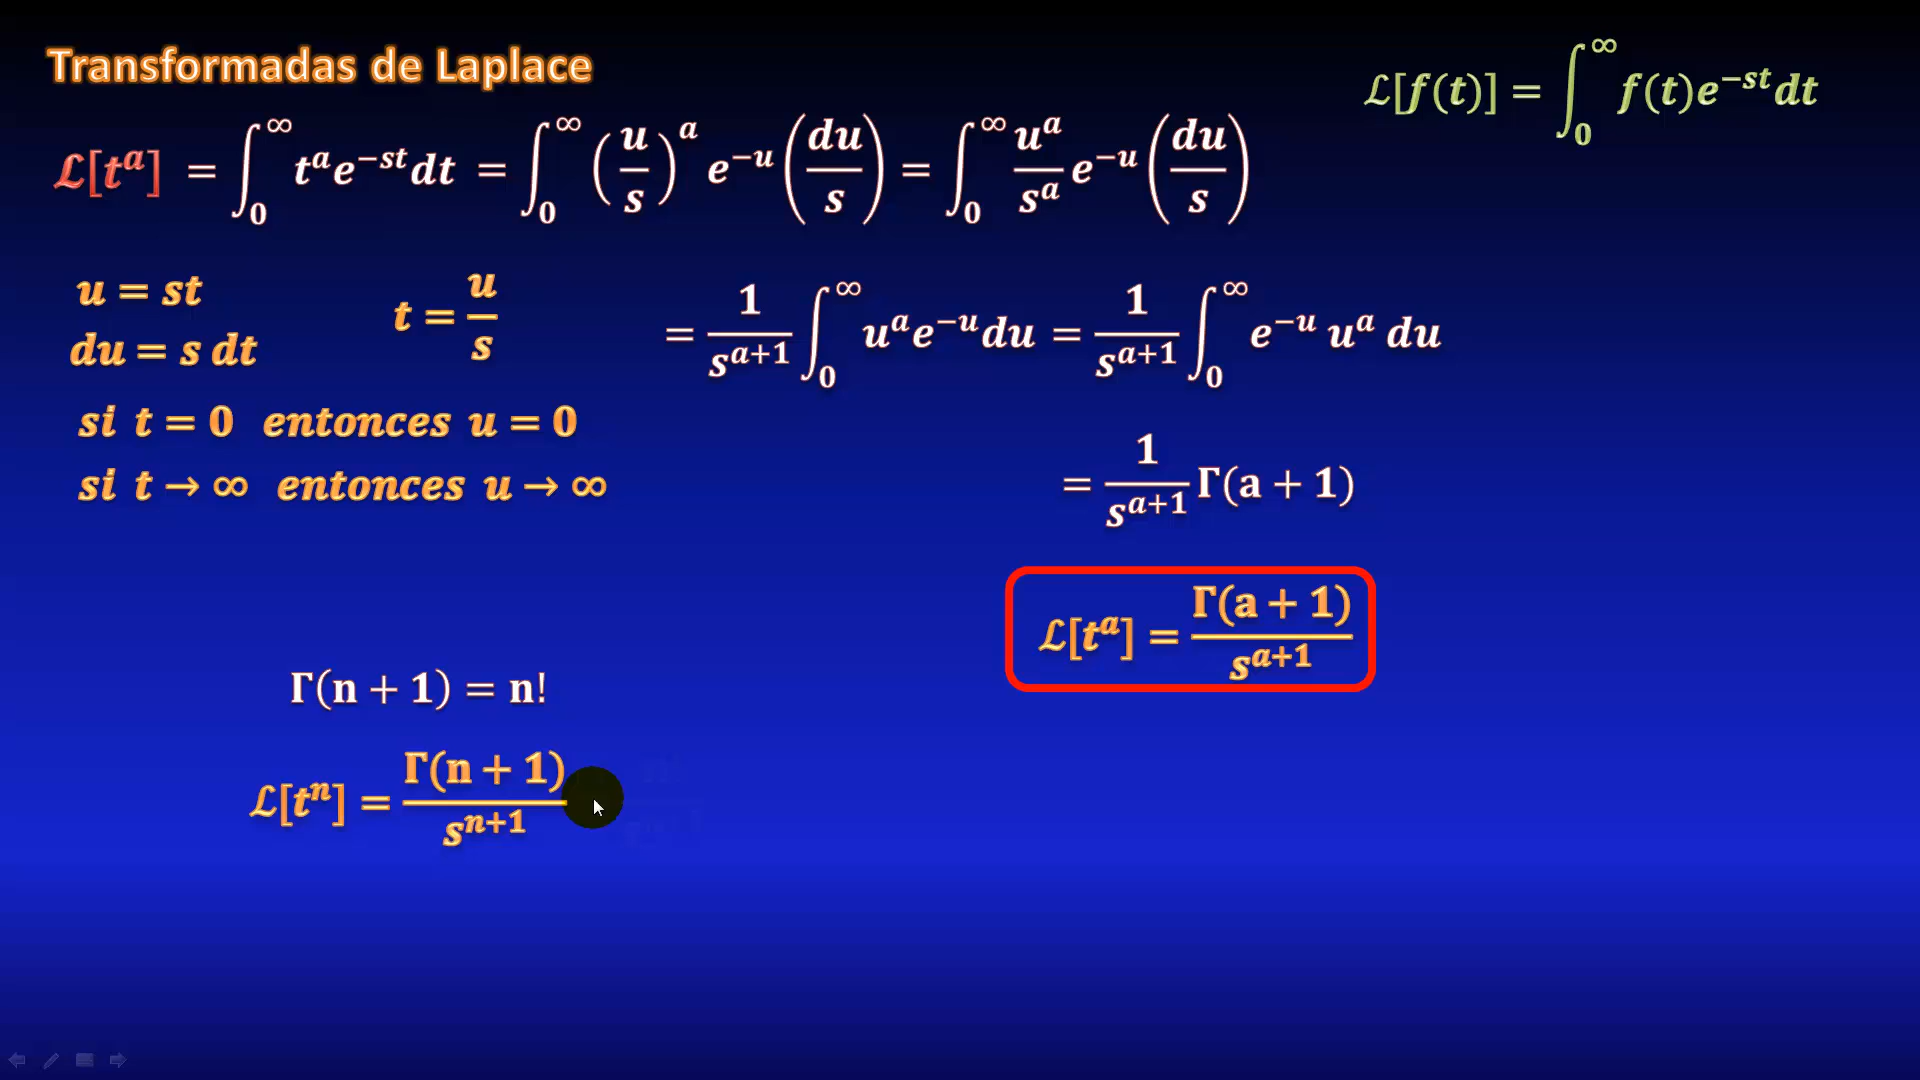 Transformadas de Laplace
ℒ[f(t)] = ∫₀^∞ f(t)e^{−st}dt
ℒ[t^a] = ∫₀^∞ t^a e^{−st}dt = ∫₀^∞ (u/s)^a e^{−u} (du/s) = ∫₀^∞ u^a/s^a e^{−u} (du/s)
u = st
t = u/s
du = s dt
= 1/s^{a+1} ∫₀^∞ u^a e^{−u}du = 1/s^{a+1} ∫₀^∞ e^{−u} u^a du
si t = 0 entonces u = 0
si t → ∞ entonces u → ∞
= 1/s^{a+1} Γ(a + 1)
ℒ[t^a] = Γ(a + 1)/s^{a+1}
Γ(n + 1) = n!
ℒ[t^n] = Γ(n + 1)/s^{n+1}